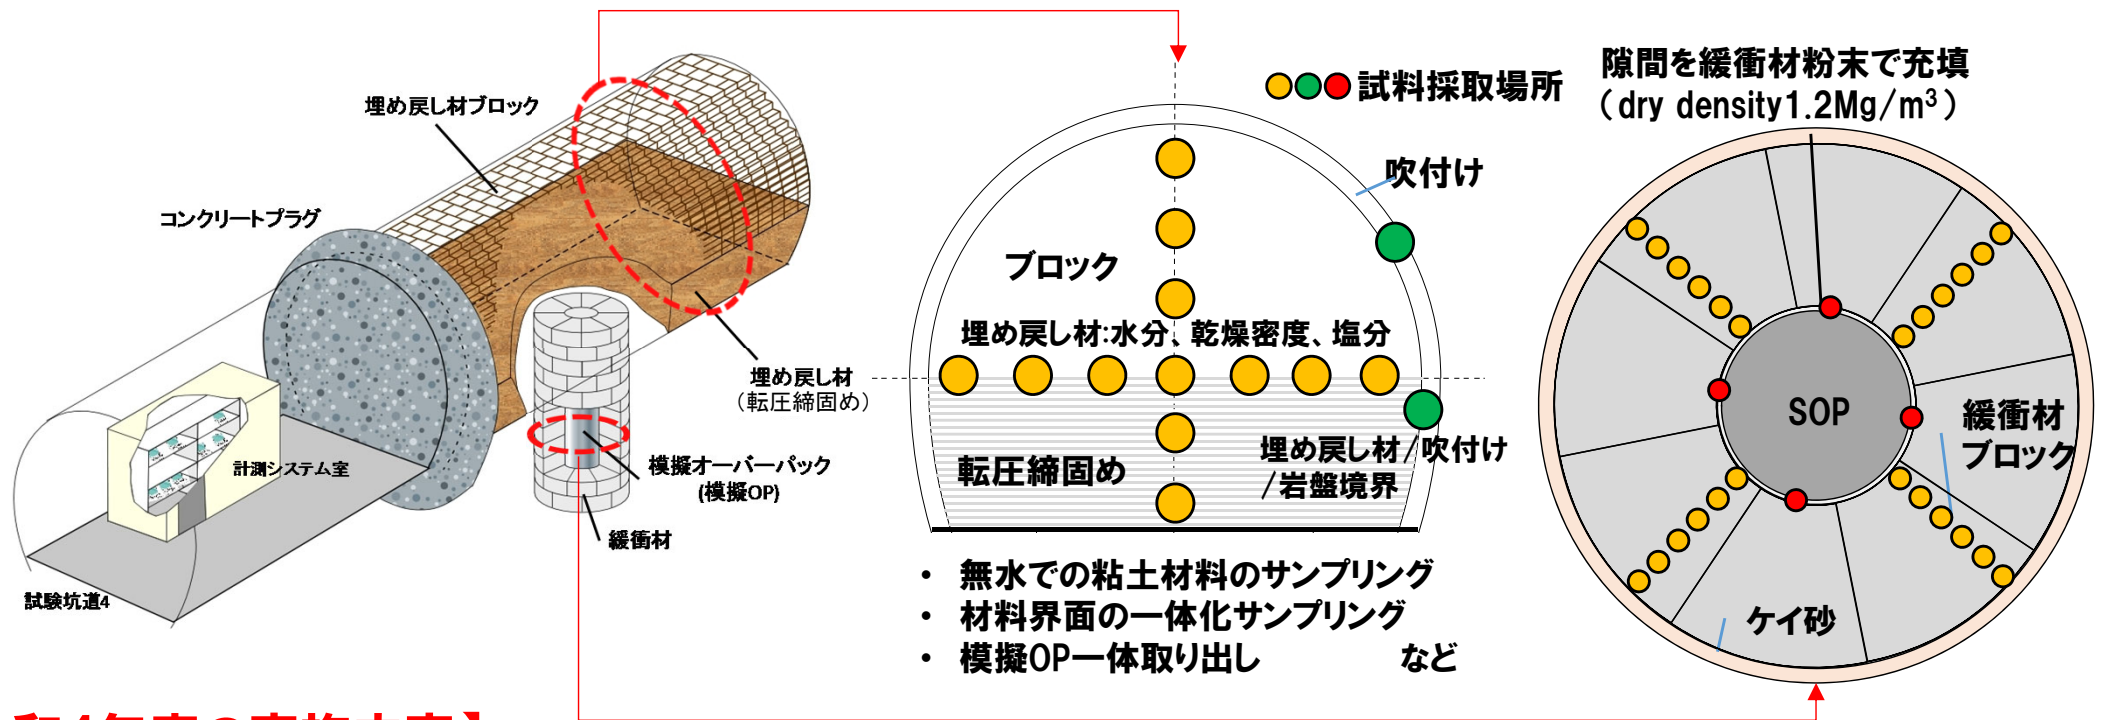 埋め戻し材ブロック
コンクリートプラグ
埋め戻し材
（転圧締固め）
計測システム室
模擬オーバーパック
(模擬OP)
緩衝材
試験坑道4
試料採取場所
吹付け
ブロック
埋め戻し材:水分、乾燥密度、塩分
転圧締固め
埋め戻し材/吹付け
/岩盤境界
・ 無水での粘土材料のサンプリング
・ 材料界面の一体化サンプリング
・ 模擬OP一体取り出し など
隙間を緩衝材粉末で充填
（dry density1.2Mg/m³）
SOP
緩衝材
ブロック
ケイ砂